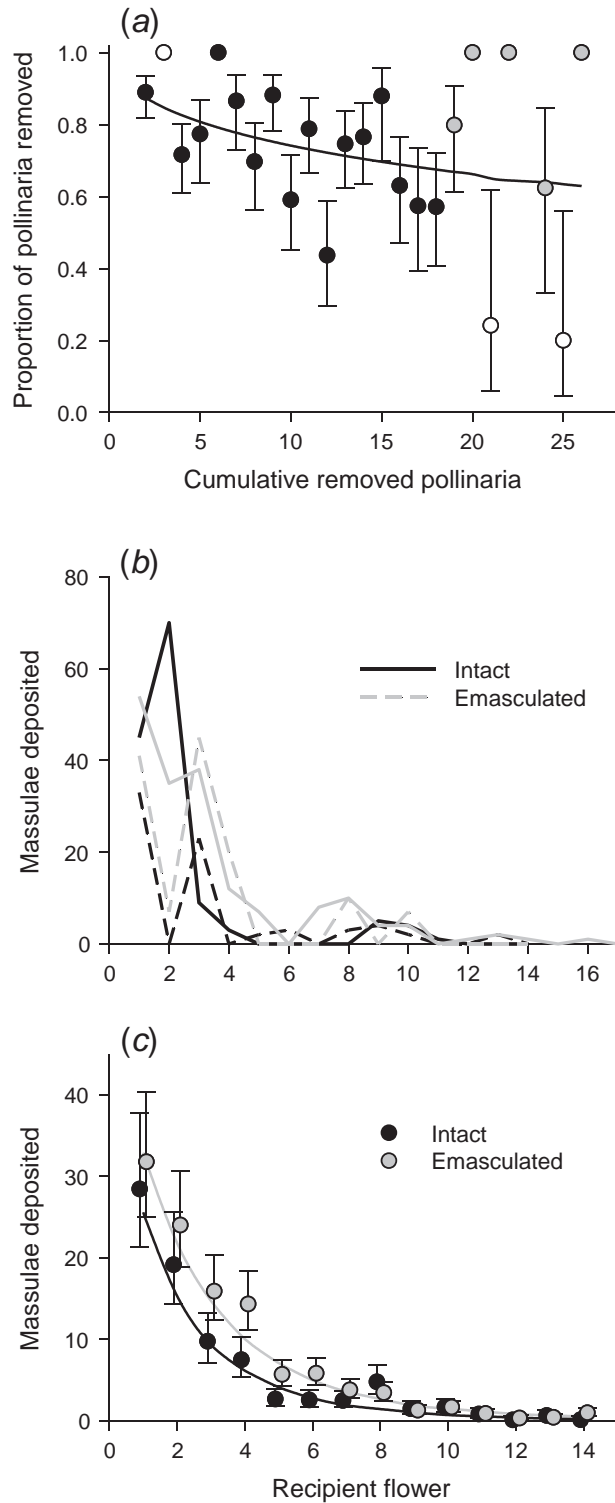 (a)
1.0
0.8
0.6
0.4
0.2
0.0
Proportion of pollinaria removed
0 5 10 15 20 25
Cumulative removed pollinaria
(b)
80
60
40
20
0
Massulae deposited
Intact
Emasculated
0 2 4 6 8 10 12 14 16
(c)
40
30
20
10
0
Massulae deposited
Intact
Emasculated
0 2 4 6 8 10 12 14
Recipient flower